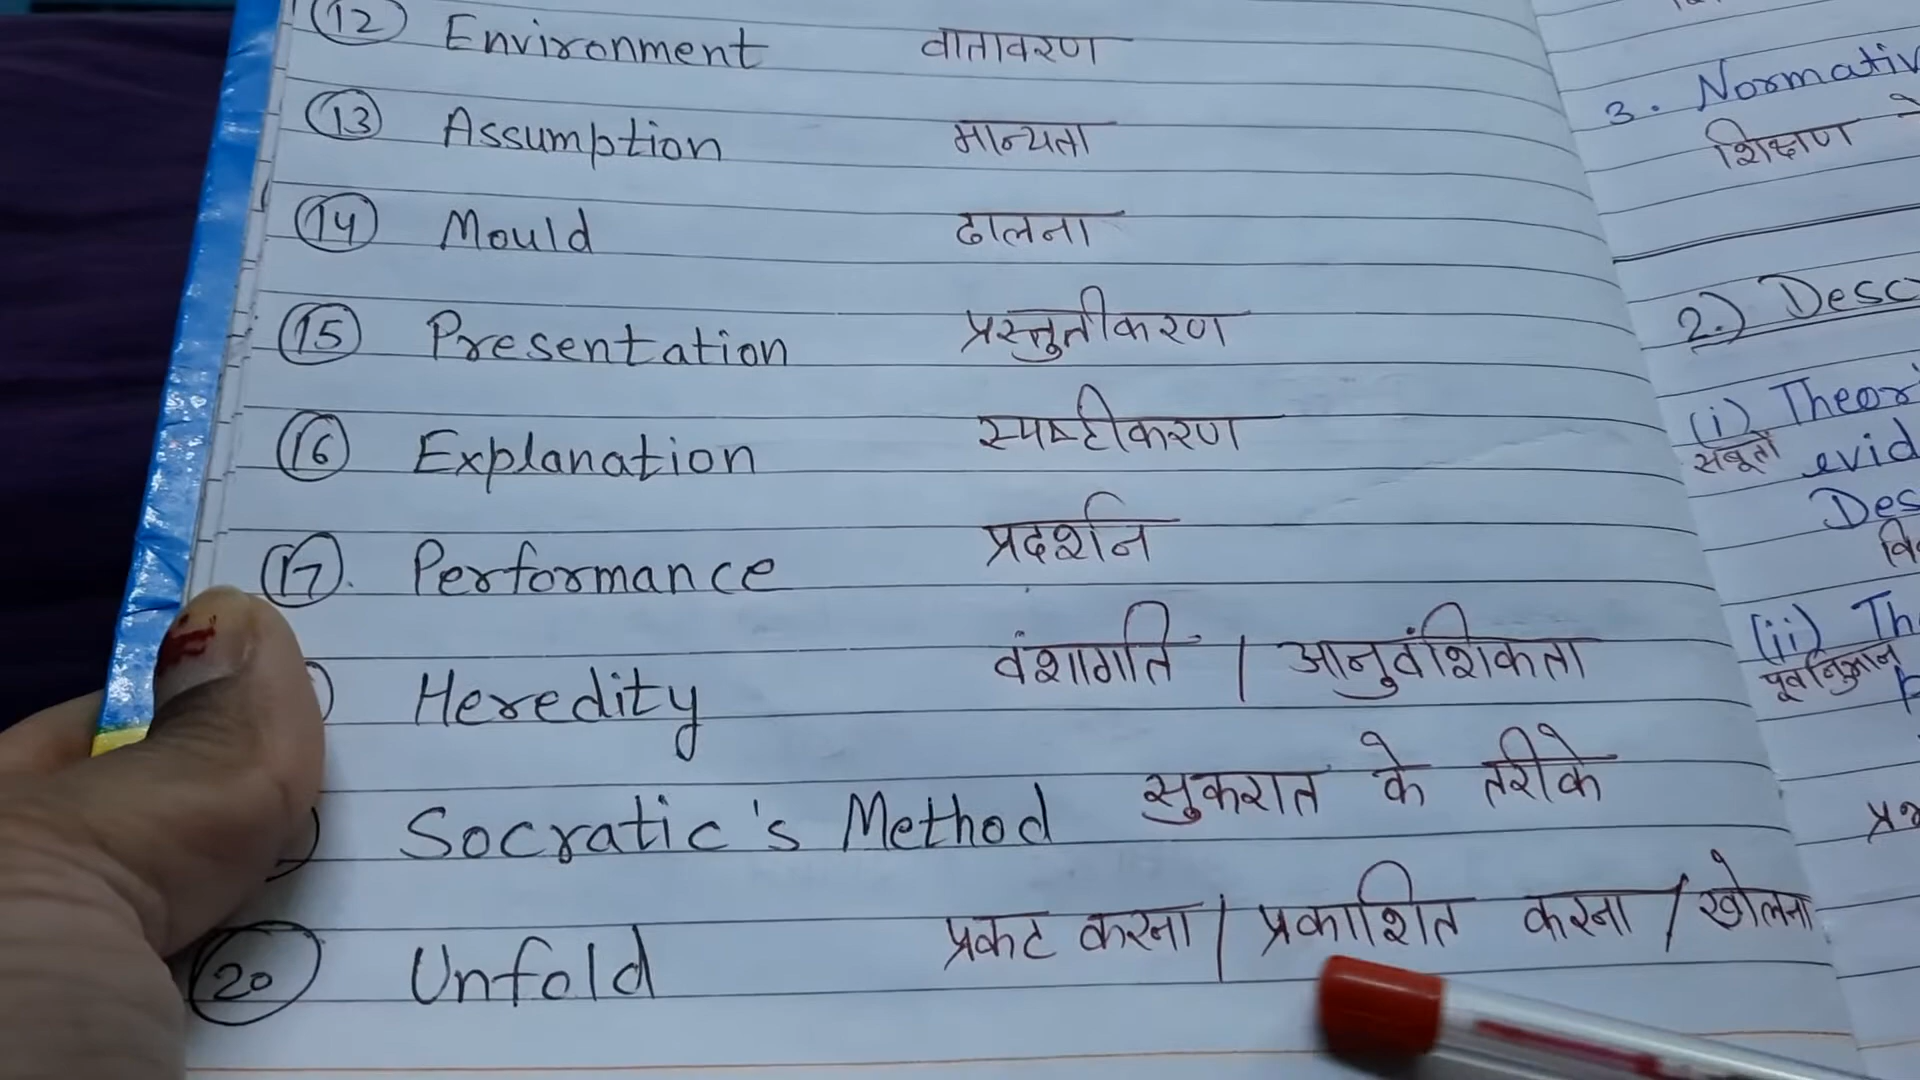 12 Environment वातावरण
13 Assumption मान्यता
14 Mould ढालना
15 Presentation प्रस्तुतीकरण
16 Explanation स्पष्टीकरण
17. Performance प्रदर्शन
Heredity वंशागति / आनुवंशिकता
Socratic's Method सुकरात के तरीके
20 Unfold प्रकट करना / प्रकाशित करना / खोलना
3. Normativ
शिक्षण
2.) Desc
(i) Theor
सबूतों evid
Des
वि
(ii) Th
पूर्वानुमान